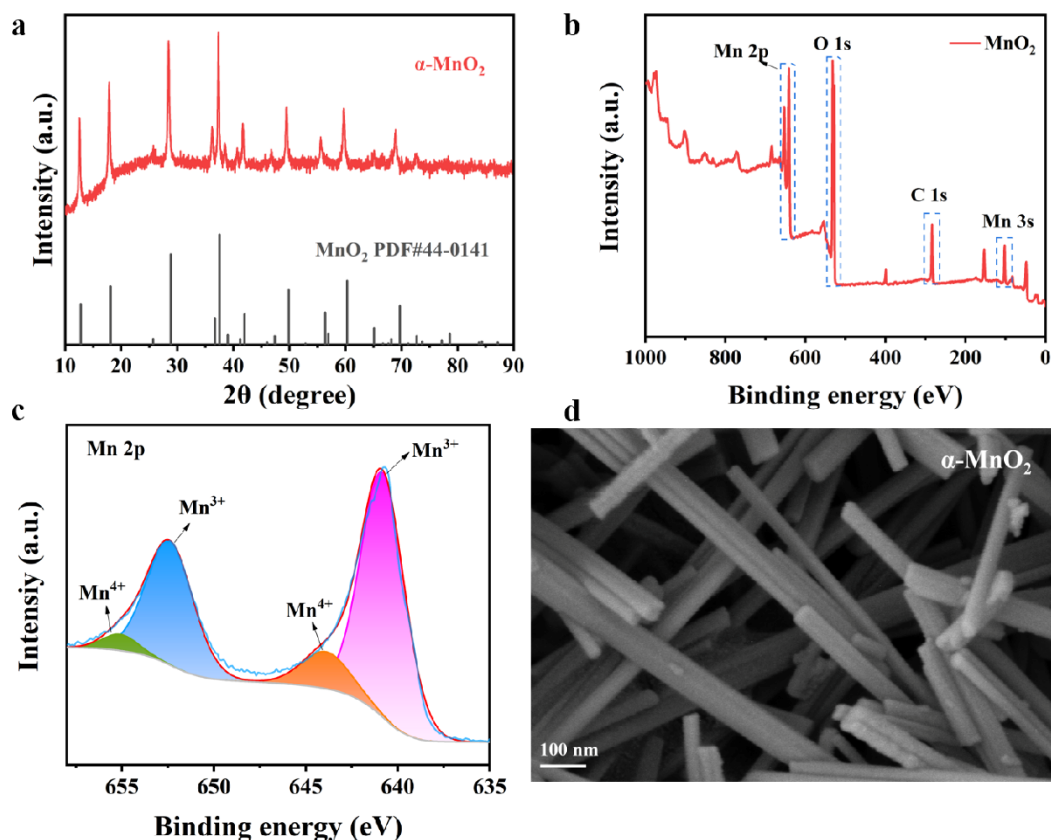 a
α-MnO₂
MnO₂ PDF#44-0141
Intensity (a.u.)
10 20 30 40 50 60 70 80 90
2θ (degree)
b
Mn 2p
O 1s
MnO₂
C 1s
Mn 3s
Intensity (a.u.)
1000 800 600 400 200 0
Binding energy (eV)
c
Mn 2p
Mn³⁺
Mn³⁺
Mn⁴⁺
Mn⁴⁺
Intensiy (a.u.)
655 650 645 640 635
Binding energy (eV)
d
α-MnO₂
100 nm